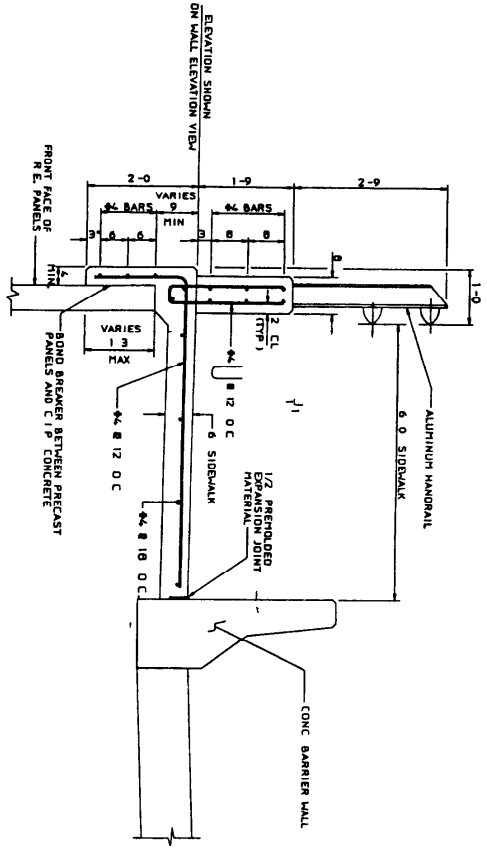 ELEVATION SHOWN
ON WALL ELEVATION VIEW
2-0
1-9
2-9
VARIES
#4 BARS
9
MIN
#4 BARS
3"
6
6
3
8
8
8
1-0
4
MIN
FRONT FACE OF
R.E. PANELS
VARIES
1 3
MAX
2 CL
(TYP)
#4 @ 12 O C
BOND BREAKER BETWEEN PRECAST
PANELS AND C I P CONCRETE
#4 @ 12 O C
6 SIDEWALK
ALUMINUM HANDRAIL
6 0 SIDEWALK
#4 @ 18 O C
1/2 PREMOLDED
EXPANSION JOINT
MATERIAL
CONC BARRIER WALL